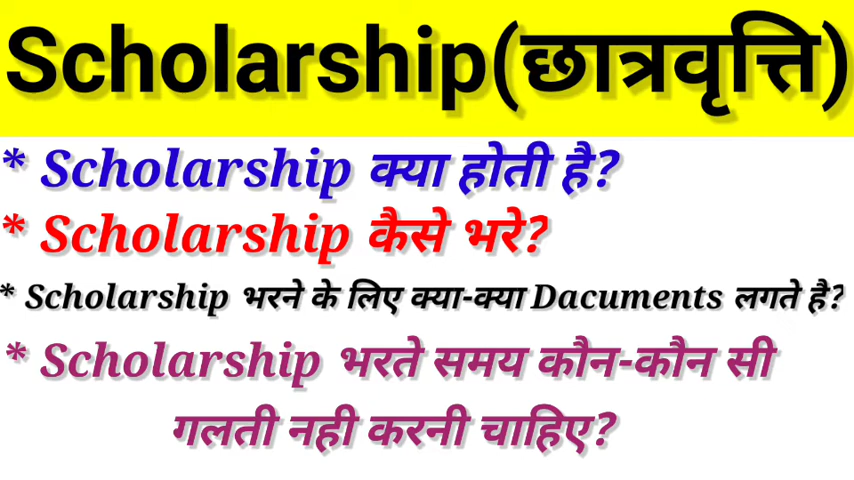 Scholarship(छात्रवृत्ति)
* Scholarship क्या होती है?
* Scholarship कैसे भरे?
* Scholarship भरने के लिए क्या-क्या Dacuments लगते है?
* Scholarship भरते समय कौन-कौन सी
गलती नही करनी चाहिए?